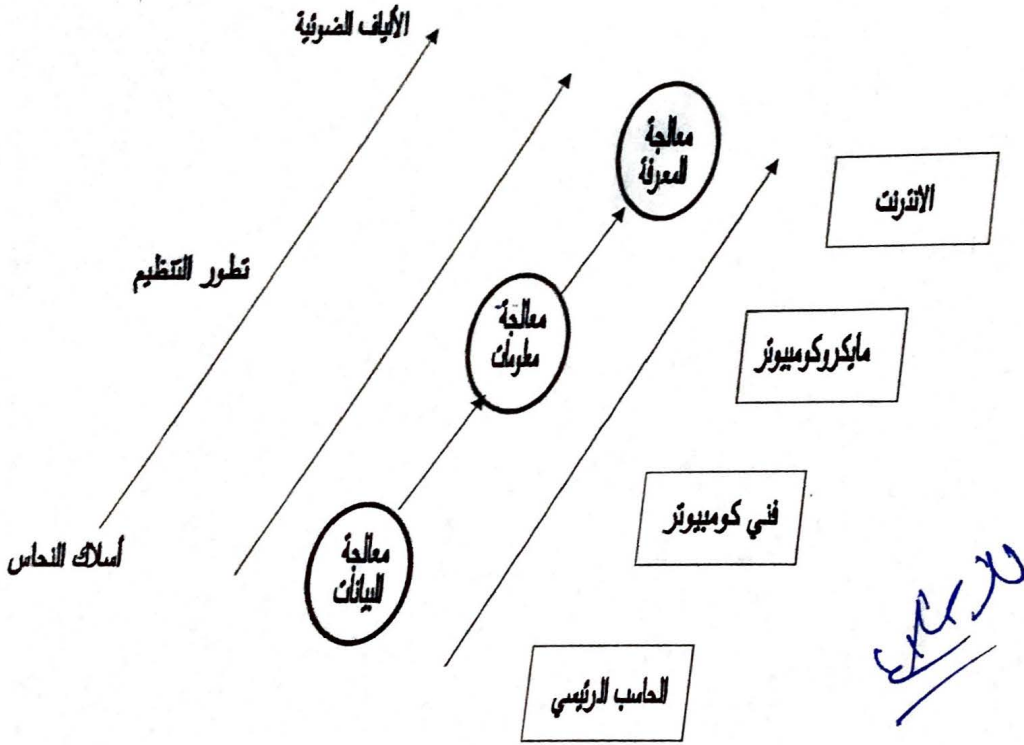 الألياف الضوئية
معالجة
المعرفة
الانترنت
تطور التنظيم
معالجة
معلومات
مايكروكومبيوتر
أسلاك النحاس
معالجة
البيانات
فني كومبيوتر
الحاسب الرئيسي